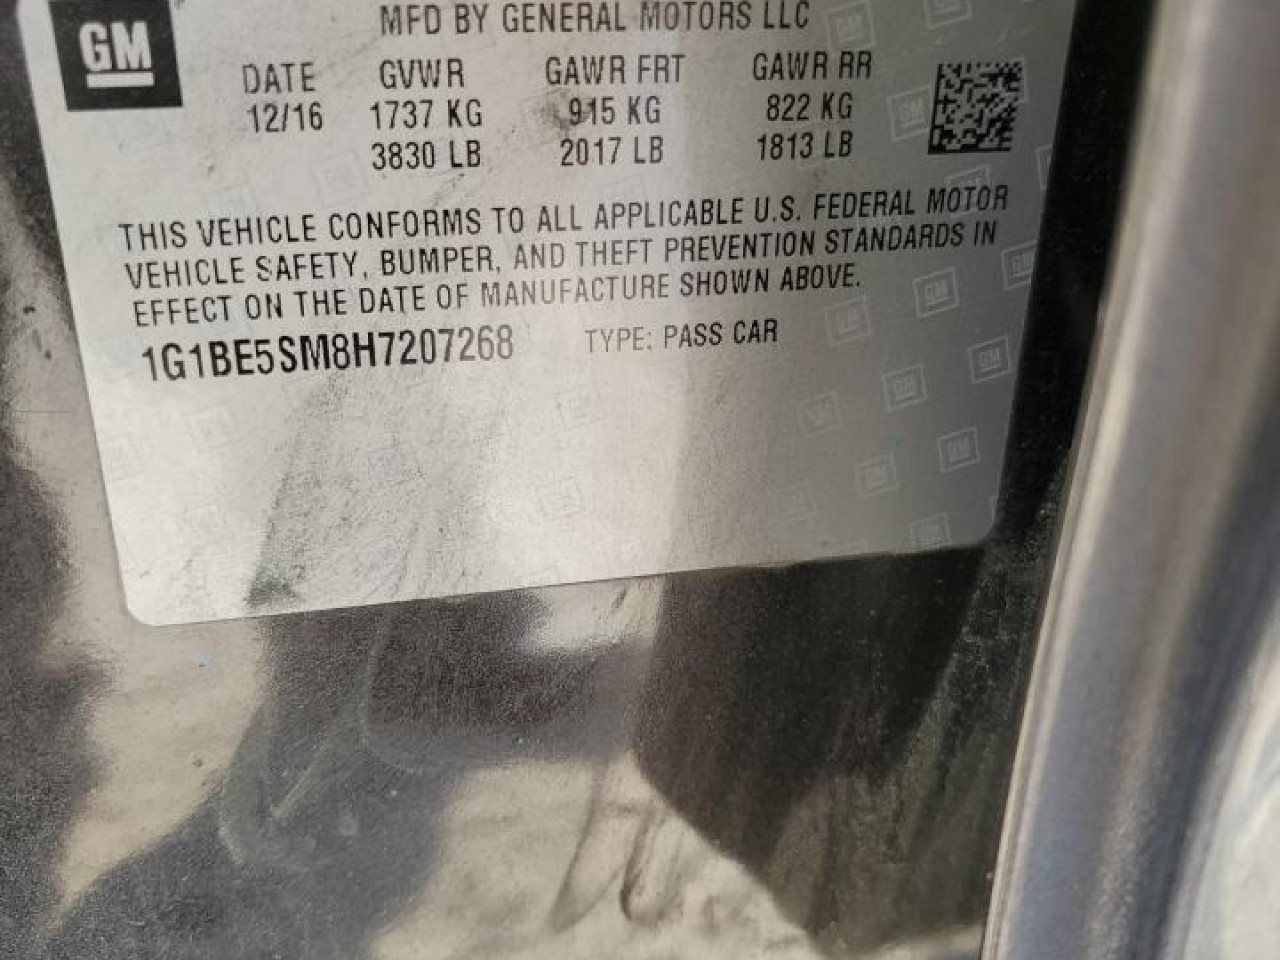 GM
MFD BY GENERAL MOTORS LLC
DATE GVWR GAWR FRT GAWR RR
12/16 1737 KG 915 KG 822 KG
3830 LB 2017 LB 1813 LB
THIS VEHICLE CONFORMS TO ALL APPLICABLE U.S. FEDERAL MOTOR
VEHICLE SAFETY, BUMPER, AND THEFT PREVENTION STANDARDS IN
EFFECT ON THE DATE OF MANUFACTURE SHOWN ABOVE.
1G1BE5SM8H7207268 TYPE: PASS CAR